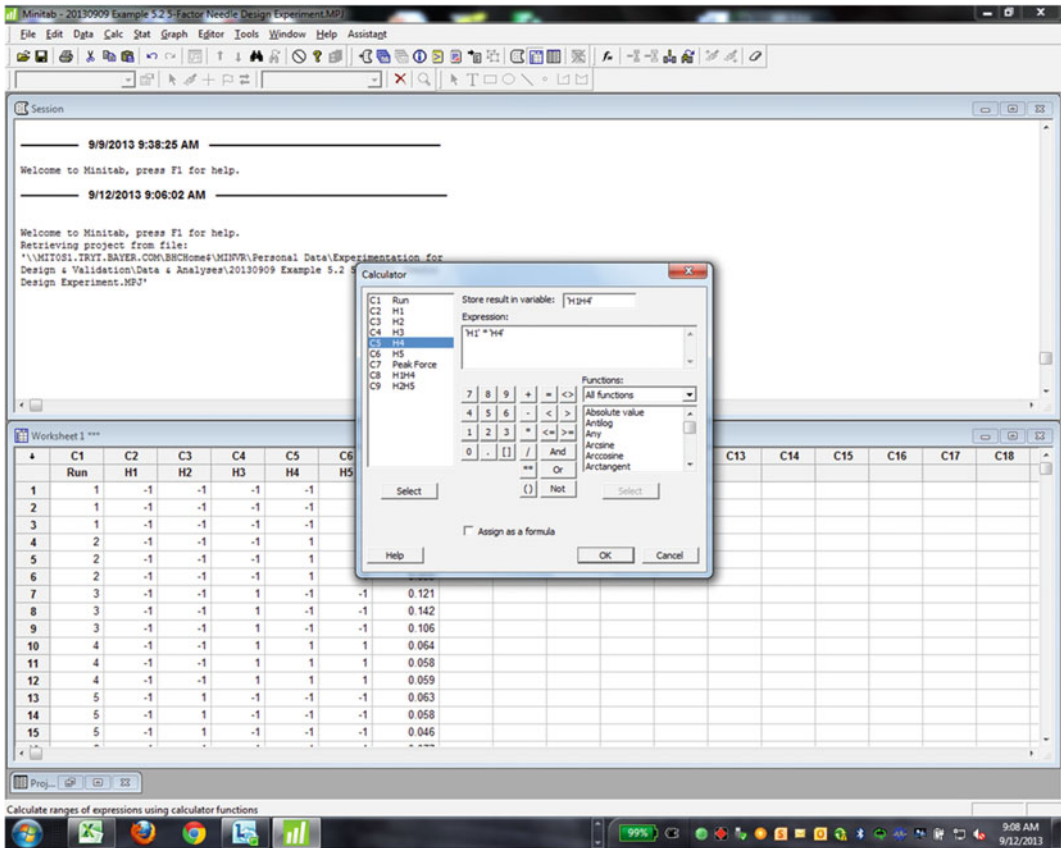 Minitab - 20130909 Example 5.2 5-Factor Needle Design Experiment.MPJ
File Edit Data Calc Stat Graph Editor Tools Window Help Assistant
Session
9/9/2013 9:38:25 AM
Welcome to Minitab, press F1 for help.
9/12/2013 9:06:02 AM
Welcome to Minitab, press F1 for help.
Retrieving project from file:
'\\MITOS1.TRYT.BAYER.COM\BHCHome$\MINVR\Personal Data\Experimentation for
Design & Validation\Data & Analyses\20130909 Example 5.2 5
Design Experiment.MPJ'
Calculator
C1 Run
C2 H1
C3 H2
C4 H3
C5 H4
C6 H5
C7 Peak Force
C8 H1H4
C9 H2H5
Store result in variable: 'H1H4'
Expression:
'H1' * 'H4'
Functions:
7 8 9 + = <> All functions
4 5 6 - < >
1 2 3 * <= >=
0 . [] / And
** Or
() Not
Absolute value
Antilog
Any
Arcsine
Arccosine
Arctangent
Select
Select
Assign as a formula
Help OK Cancel
Worksheet 1 ***
C1 C2 C3 C4 C5 C6 C13 C14 C15 C16 C17 C18
Run H1 H2 H3 H4 H5
1 1 -1 -1 -1 -1
2 1 -1 -1 -1 -1
3 1 -1 -1 -1 -1
4 2 -1 -1 -1 1
5 2 -1 -1 -1 1
6 2 -1 -1 -1 1
7 3 -1 -1 1 -1 -1 0.121
8 3 -1 -1 1 -1 -1 0.142
9 3 -1 -1 1 -1 -1 0.106
10 4 -1 -1 1 1 1 0.064
11 4 -1 -1 1 1 1 0.058
12 4 -1 -1 1 1 1 0.059
13 5 -1 1 -1 -1 -1 0.063
14 5 -1 1 -1 -1 -1 0.058
15 5 -1 1 -1 -1 -1 0.046
Proj...
Calculate ranges of expressions using calculator functions
99%
9:08 AM
9/12/2013